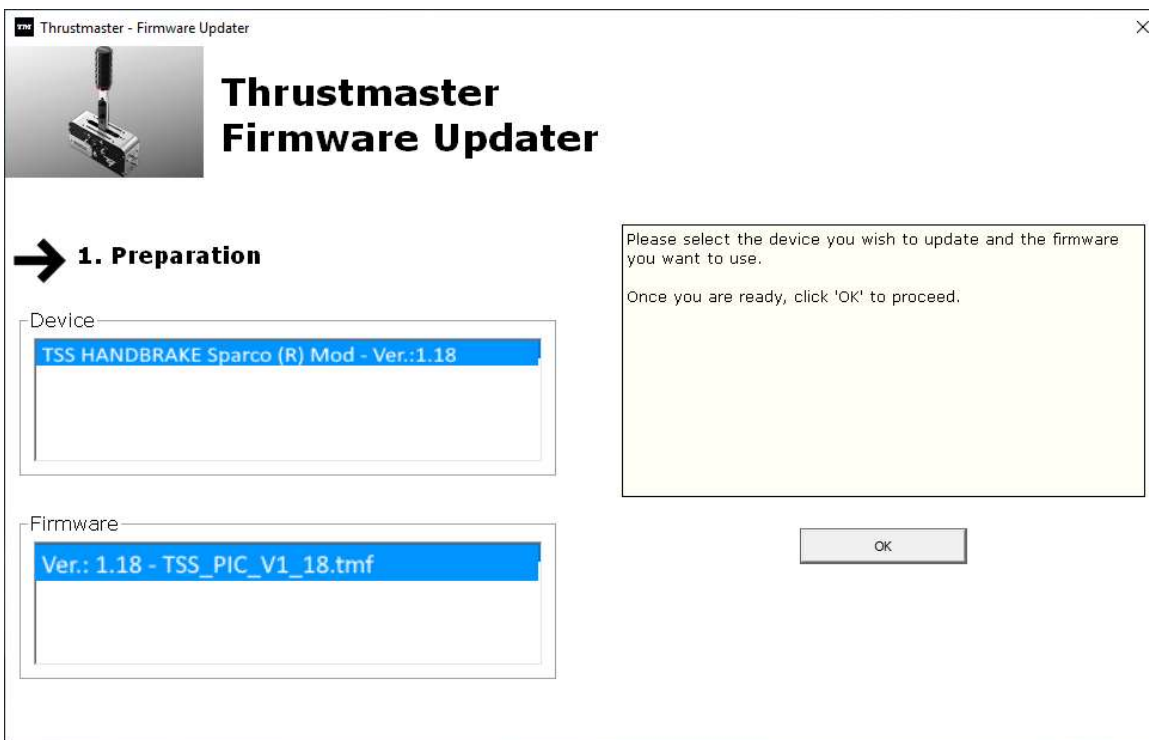 TM Thrustmaster - Firmware Updater
Thrustmaster
Firmware Updater
1. Preparation
Please select the device you wish to update and the firmware
you want to use.
Once you are ready, click 'OK' to proceed.
Device
TSS HANDBRAKE Sparco (R) Mod - Ver.:1.18
Firmware
Ver.: 1.18 - TSS_PIC_V1_18.tmf
OK